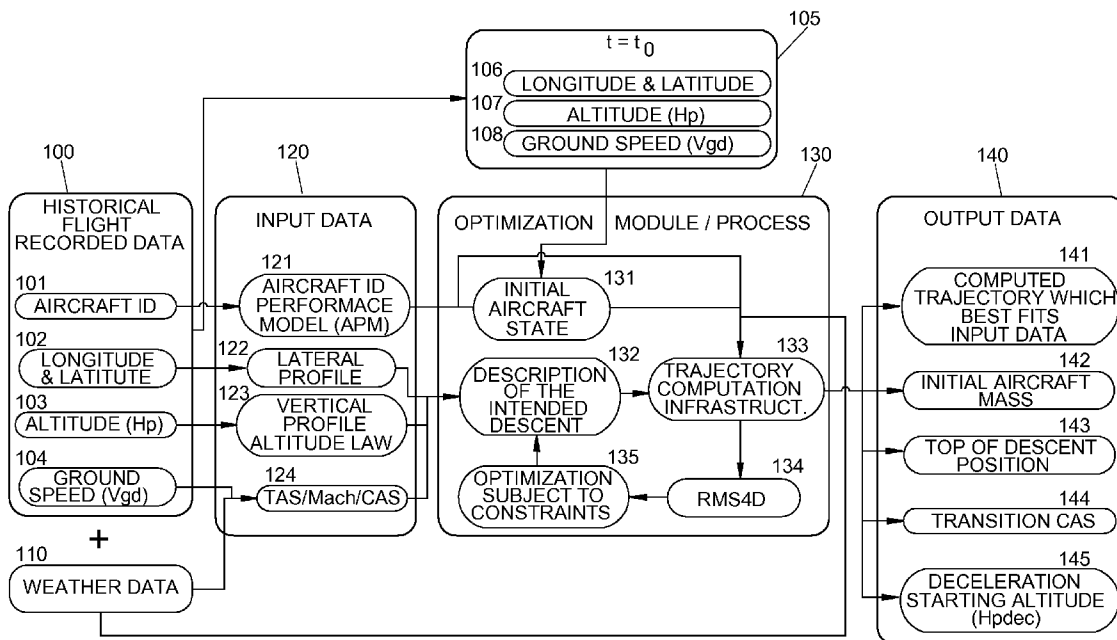 105
t = t0
106
LONGITUDE & LATITUDE
107
ALTITUDE (Hp)
108
GROUND SPEED (Vgd)
100
HISTORICAL
FLIGHT
RECORDED DATA
101
AIRCRAFT ID
102
LONGITUDE
& LATITUTE
103
ALTITUDE (Hp)
104
GROUND
SPEED (Vgd)
+
110
WEATHER DATA
120
INPUT DATA
121
AIRCRAFT ID
PERFORMACE
MODEL (APM)
122
LATERAL
PROFILE
123
VERTICAL
PROFILE
ALTITUDE LAW
124
TAS/Mach/CAS
130
OPTIMIZATION MODULE / PROCESS
131
INITIAL
AIRCRAFT
STATE
132
DESCRIPTION
OF THE
INTENDED
DESCENT
133
TRAJECTORY
COMPUTATION
INFRASTRUCT.
135
OPTIMIZATION
SUBJECT TO
CONSTRAINTS
134
RMS4D
140
OUTPUT DATA
141
COMPUTED
TRAJECTORY WHICH
BEST FITS
INPUT DATA
142
INITIAL AIRCRAFT
MASS
143
TOP OF DESCENT
POSITION
144
TRANSITION CAS
145
DECELERATION
STARTING ALTITUDE
(Hpdec)